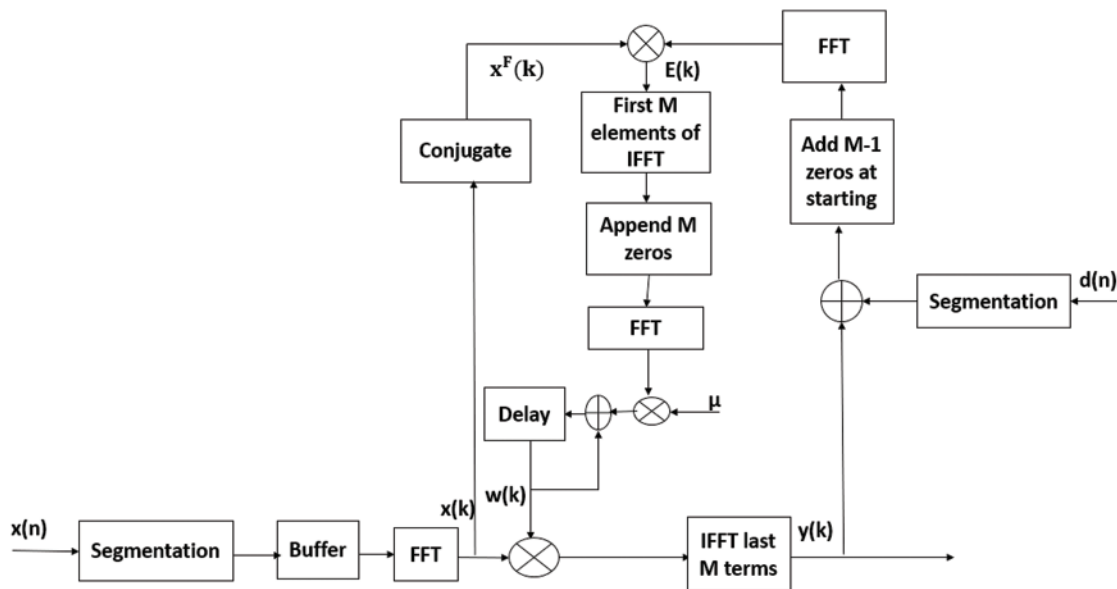 FFT
x^F(k)
E(k)
First M
elements of
IFFT
Conjugate
Add M-1
zeros at
starting
Append M
zeros
d(n)
Segmentation
FFT
Delay
μ
x(k)
w(k)
x(n)
Segmentation
Buffer
FFT
IFFT last
M terms
y(k)